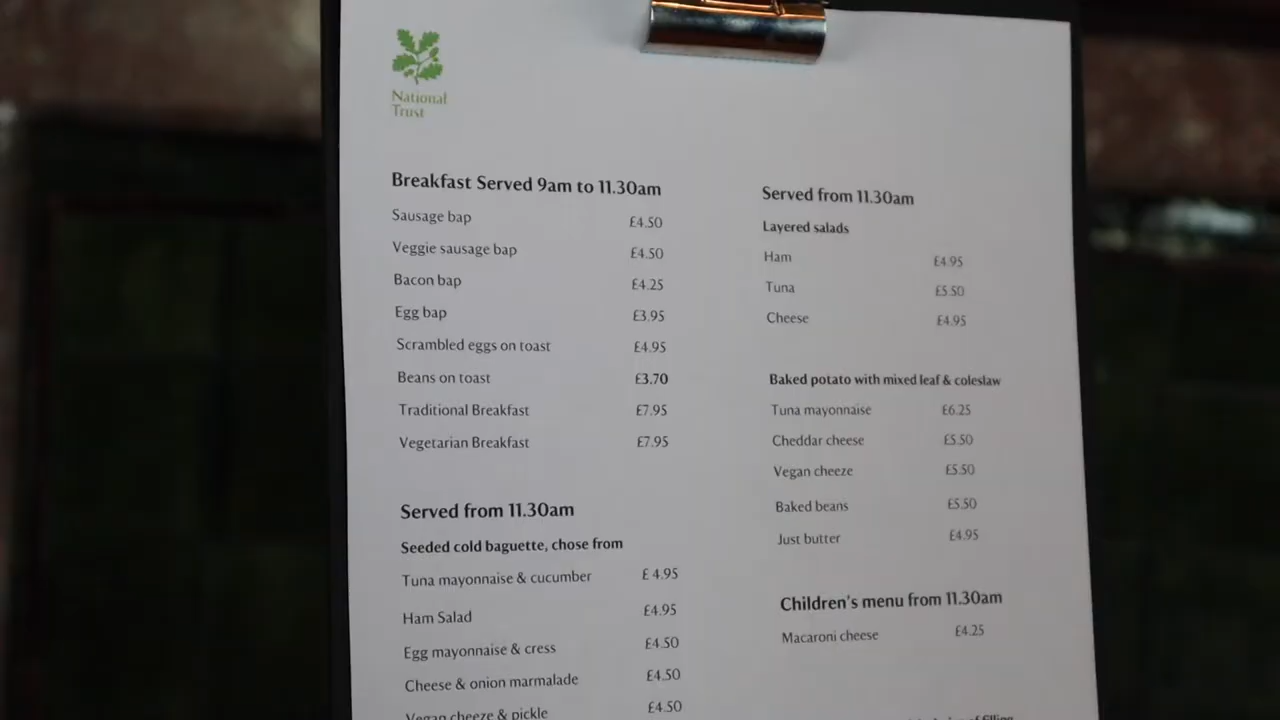 National
Trust
Breakfast Served 9am to 11.30am
Sausage bap £4.50
Veggie sausage bap £4.50
Bacon bap £4.25
Egg bap £3.95
Scrambled eggs on toast £4.95
Beans on toast £3.70
Traditional Breakfast £7.95
Vegetarian Breakfast £7.95
Served from 11.30am
Seeded cold baguette, chose from
Tuna mayonnaise & cucumber £ 4.95
Ham Salad £4.95
Egg mayonnaise & cress £4.50
Cheese & onion marmalade £4.50
Vegan cheeze & pickle £4.50
Served from 11.30am
Layered salads
Ham £4.95
Tuna £5.50
Cheese £4.95
Baked potato with mixed leaf & coleslaw
Tuna mayonnaise £6.25
Cheddar cheese £5.50
Vegan cheeze £5.50
Baked beans £5.50
Just butter £4.95
Children's menu from 11.30am
Macaroni cheese £4.25
of filling